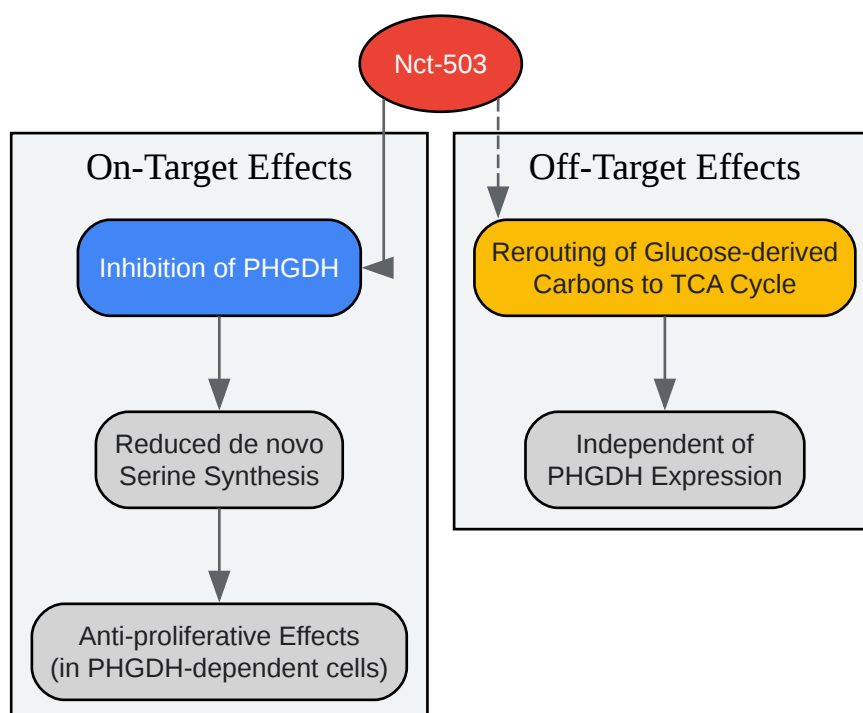 Nct-503
On-Target Effects
Inhibition of PHGDH
Reduced de novo
Serine Synthesis
Anti-proliferative Effects
(in PHGDH-dependent cells)
Off-Target Effects
Rerouting of Glucose-derived
Carbons to TCA Cycle
Independent of
PHGDH Expression